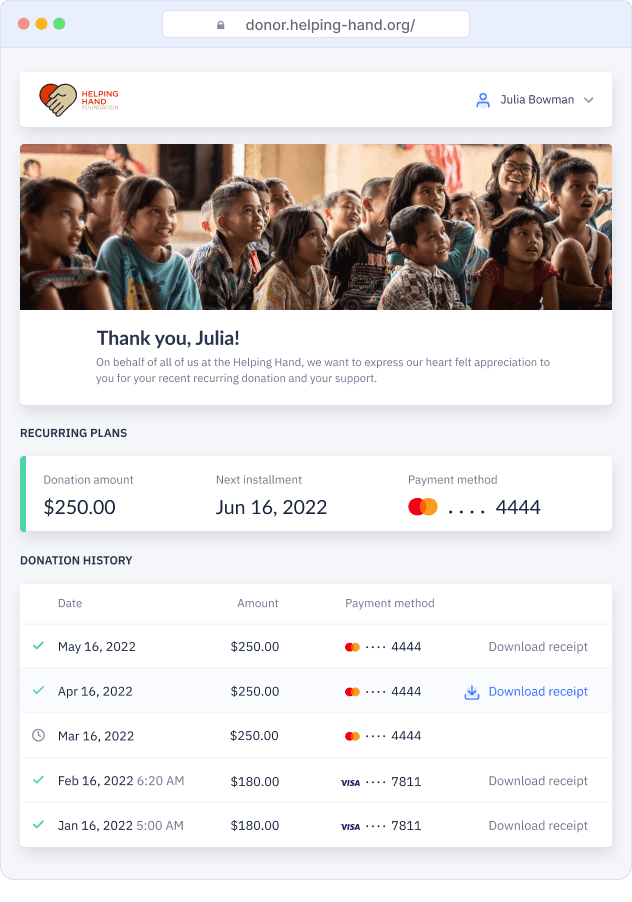 donor.helping-hand.org/
HELPING
HAND
FOUNDATION
Julia Bowman
Thank you, Julia!
On behalf of all of us at the Helping Hand, we want to express our heart felt appreciation to
you for your recurring donation and your support.
RECURRING PLANS
Donation amount Next installment Payment method
$250.00 Jun 16, 2022 .... 4444
DONATION HISTORY
Date Amount Payment method
May 16, 2022 $250.00 ···· 4444 Download receipt
Apr 16, 2022 $250.00 ···· 4444 Download receipt
Mar 16, 2022 $250.00 ···· 4444
Feb 16, 2022 6:20 AM $180.00 VISA ···· 7811 Download receipt
Jan 16, 2022 5:00 AM $180.00 VISA ···· 7811 Download receipt